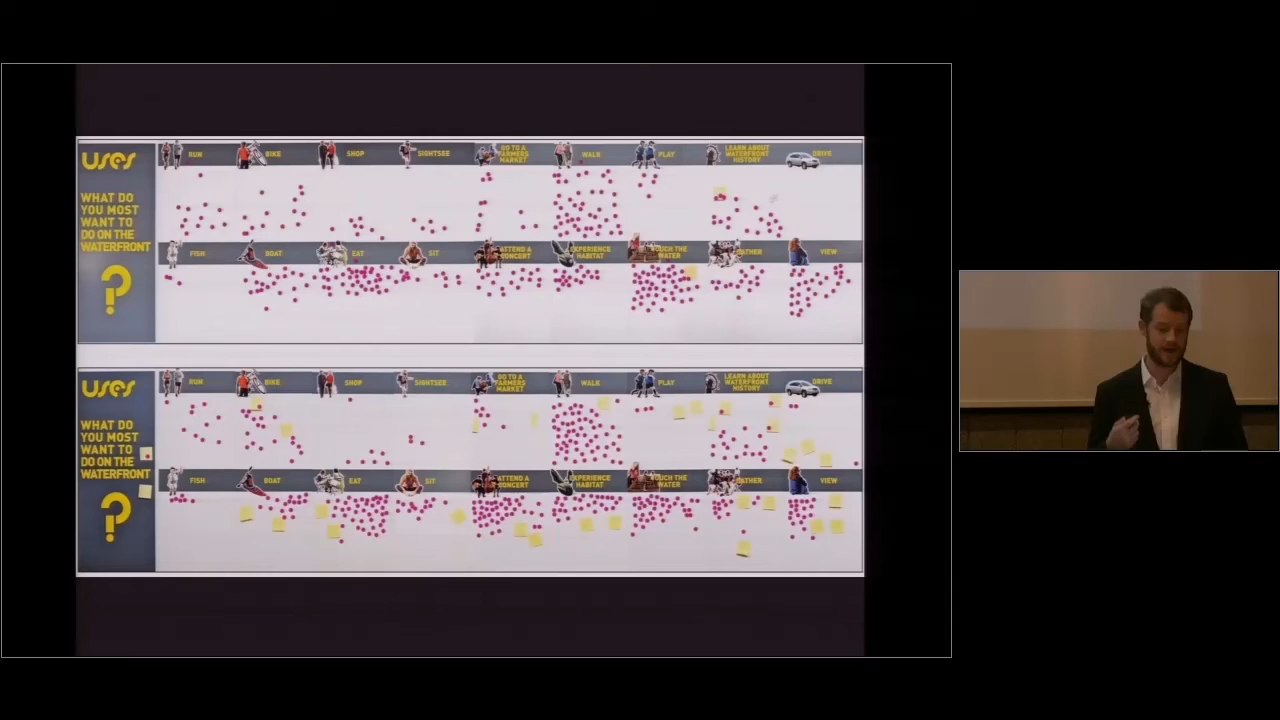 uses
WHAT DO
YOU MOST
WANT TO
DO ON THE
WATERFRONT
?
RUN
BIKE
SHOP
SIGHTSEE
GO TO A
FARMERS
MARKET
WALK
PLAY
LEARN ABOUT
WATERFRONT
HISTORY
DRIVE
FISH
BOAT
EAT
SIT
ATTEND A
CONCERT
EXPERIENCE
HABITAT
TOUCH THE
WATER
GATHER
VIEW
uses
WHAT DO
YOU MOST
WANT TO
DO ON THE
WATERFRONT
?
RUN
BIKE
SHOP
SIGHTSEE
GO TO A
FARMERS
MARKET
WALK
PLAY
LEARN ABOUT
WATERFRONT
HISTORY
DRIVE
FISH
BOAT
EAT
SIT
ATTEND A
CONCERT
EXPERIENCE
HABITAT
TOUCH THE
WATER
GATHER
VIEW